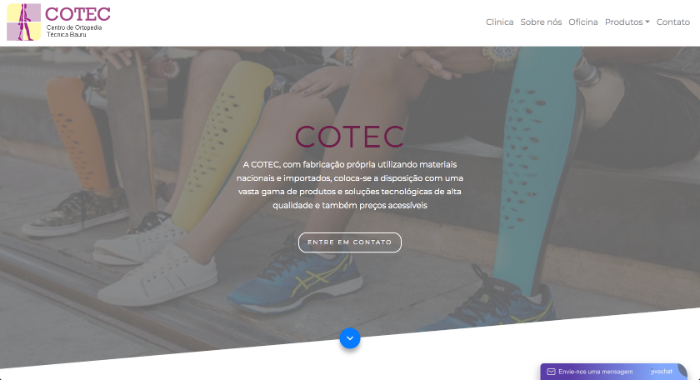 COTEC
Centro de Ortopedia
Técnica Bauru
Clinica Sobre nós Oficina Produtos Contato
COTEC
A COTEC, com fabricação própria utilizando materiais
nacionais e importados, coloca-se a disposição com uma
vasta gama de produtos e soluções tecnológicas de alta
qualidade e também preços acessíveis
ENTRE EM CONTATO
Envie-nos uma mensagem jivochat